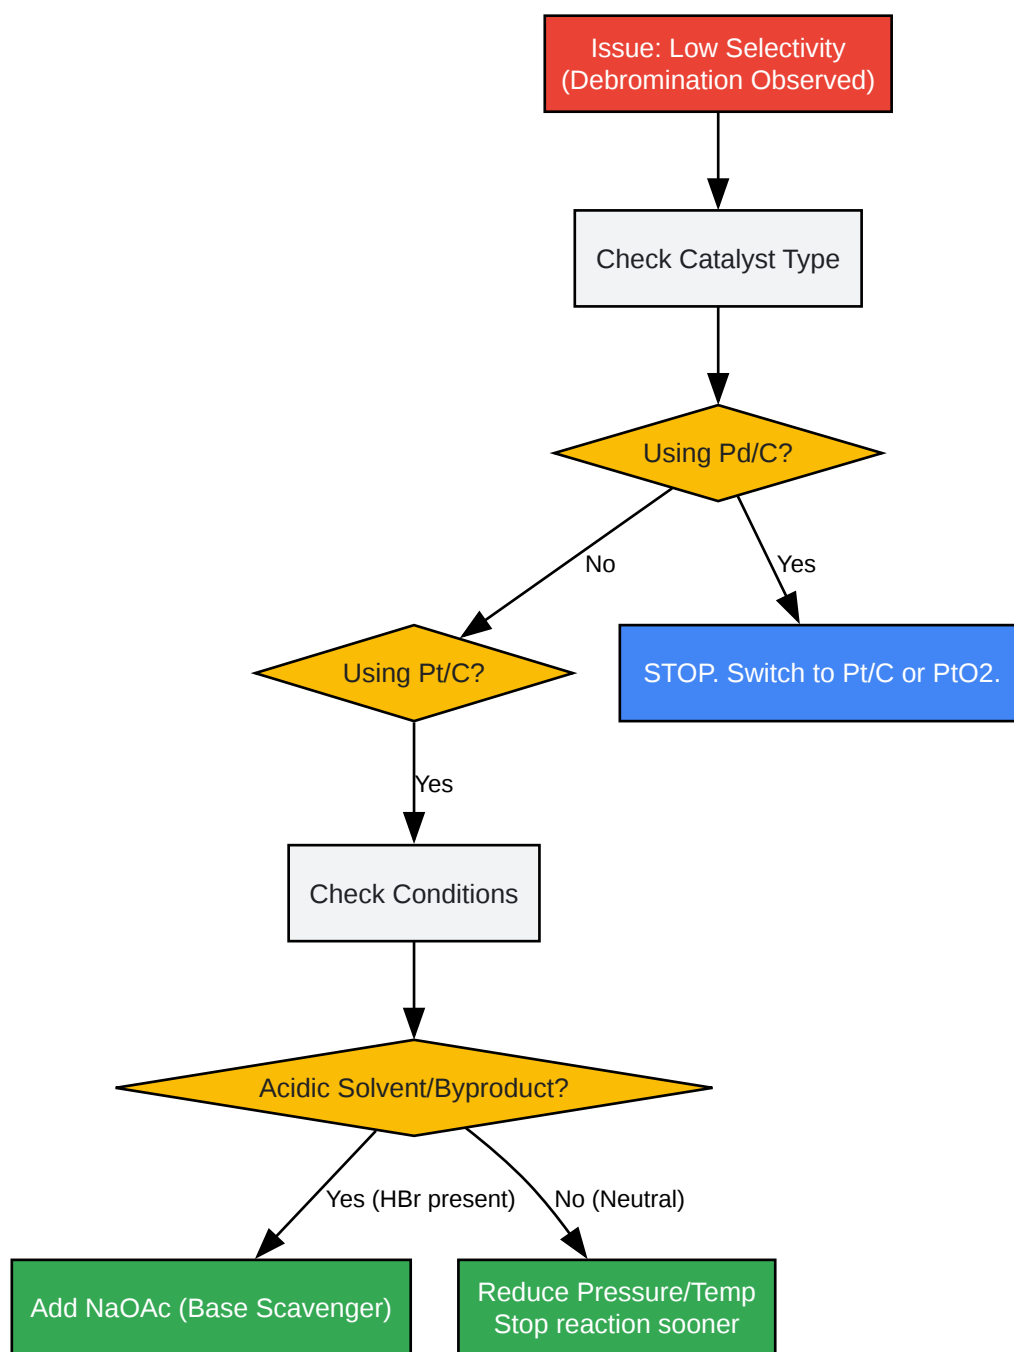 Issue: Low Selectivity
(Debromination Observed)
Check Catalyst Type
Using Pd/C?
No
Yes
Using Pt/C?
STOP. Switch to Pt/C or PtO2.
Yes
Check Conditions
Acidic Solvent/Byproduct?
Yes (HBr present)
No (Neutral)
Add NaOAc (Base Scavenger)
Reduce Pressure/Temp
Stop reaction sooner